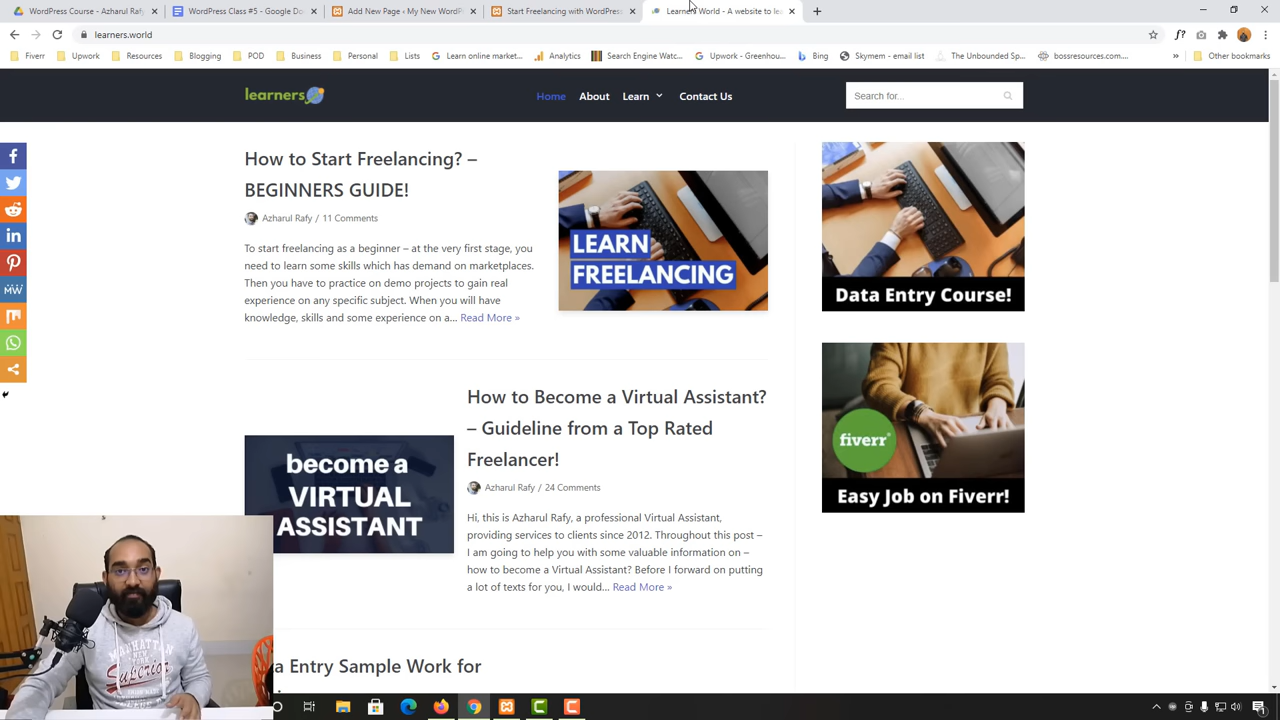 WordPress Course - Azharul Rafy
WordPress Class #5 - Google Do
Add New Page ‹ My New WordP
Start Freelancing with WordPress
Learners World - A website to le
learners.world
f?
Fiverr
Upwork
Resources
Blogging
POD
Business
Personal
Lists
Learn online market...
Analytics
Search Engine Watc...
Upwork - Greenhou...
Bing
Skymem - email list
The Unbounded Sp...
bossresources.com...
»
Other bookmarks
learners
Home
About
Learn
Contact Us
Search for...
How to Start Freelancing? –
BEGINNERS GUIDE!
Azharul Rafy / 11 Comments
To start freelancing as a beginner – at the very first stage, you
need to learn some skills which has demand on marketplaces.
Then you have to practice on demo projects to gain real
experience on any specific subject. When you will have
knowledge, skills and some experience on a... Read More »
LEARN
FREELANCING
Data Entry Course!
fiverr
Easy Job on Fiverr!
How to Become a Virtual Assistant?
– Guideline from a Top Rated
Freelancer!
Azharul Rafy / 24 Comments
Hi, this is Azharul Rafy, a professional Virtual Assistant,
providing services to clients since 2012. Throughout this post –
I am going to help you with some valuable information on –
how to become a Virtual Assistant? Before I forward on putting
a lot of texts for you, I would... Read More »
become a
VIRTUAL
ASSISTANT
a Entry Sample Work for
MANHATTAN
NEW YORK
Superior